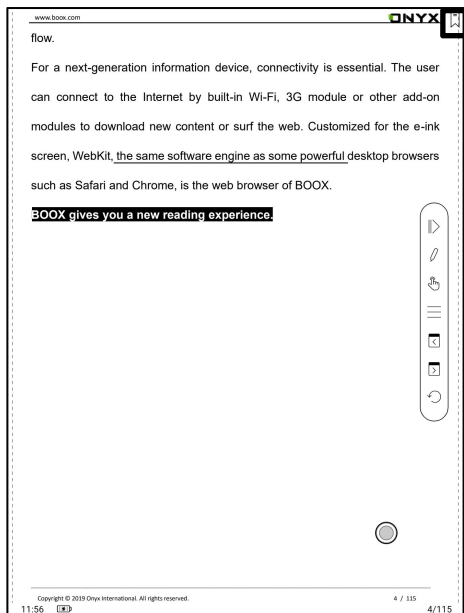 www.boox.com
ONYX
flow.
For a next-generation information device, connectivity is essential. The user
can connect to the Internet by built-in Wi-Fi, 3G module or other add-on
modules to download new content or surf the web. Customized for the e-ink
screen, WebKit, the same software engine as some powerful desktop browsers
such as Safari and Chrome, is the web browser of BOOX.
BOOX gives you a new reading experience.
Copyright © 2019 Onyx International. All rights reserved. 4 / 115
11:56 4/115